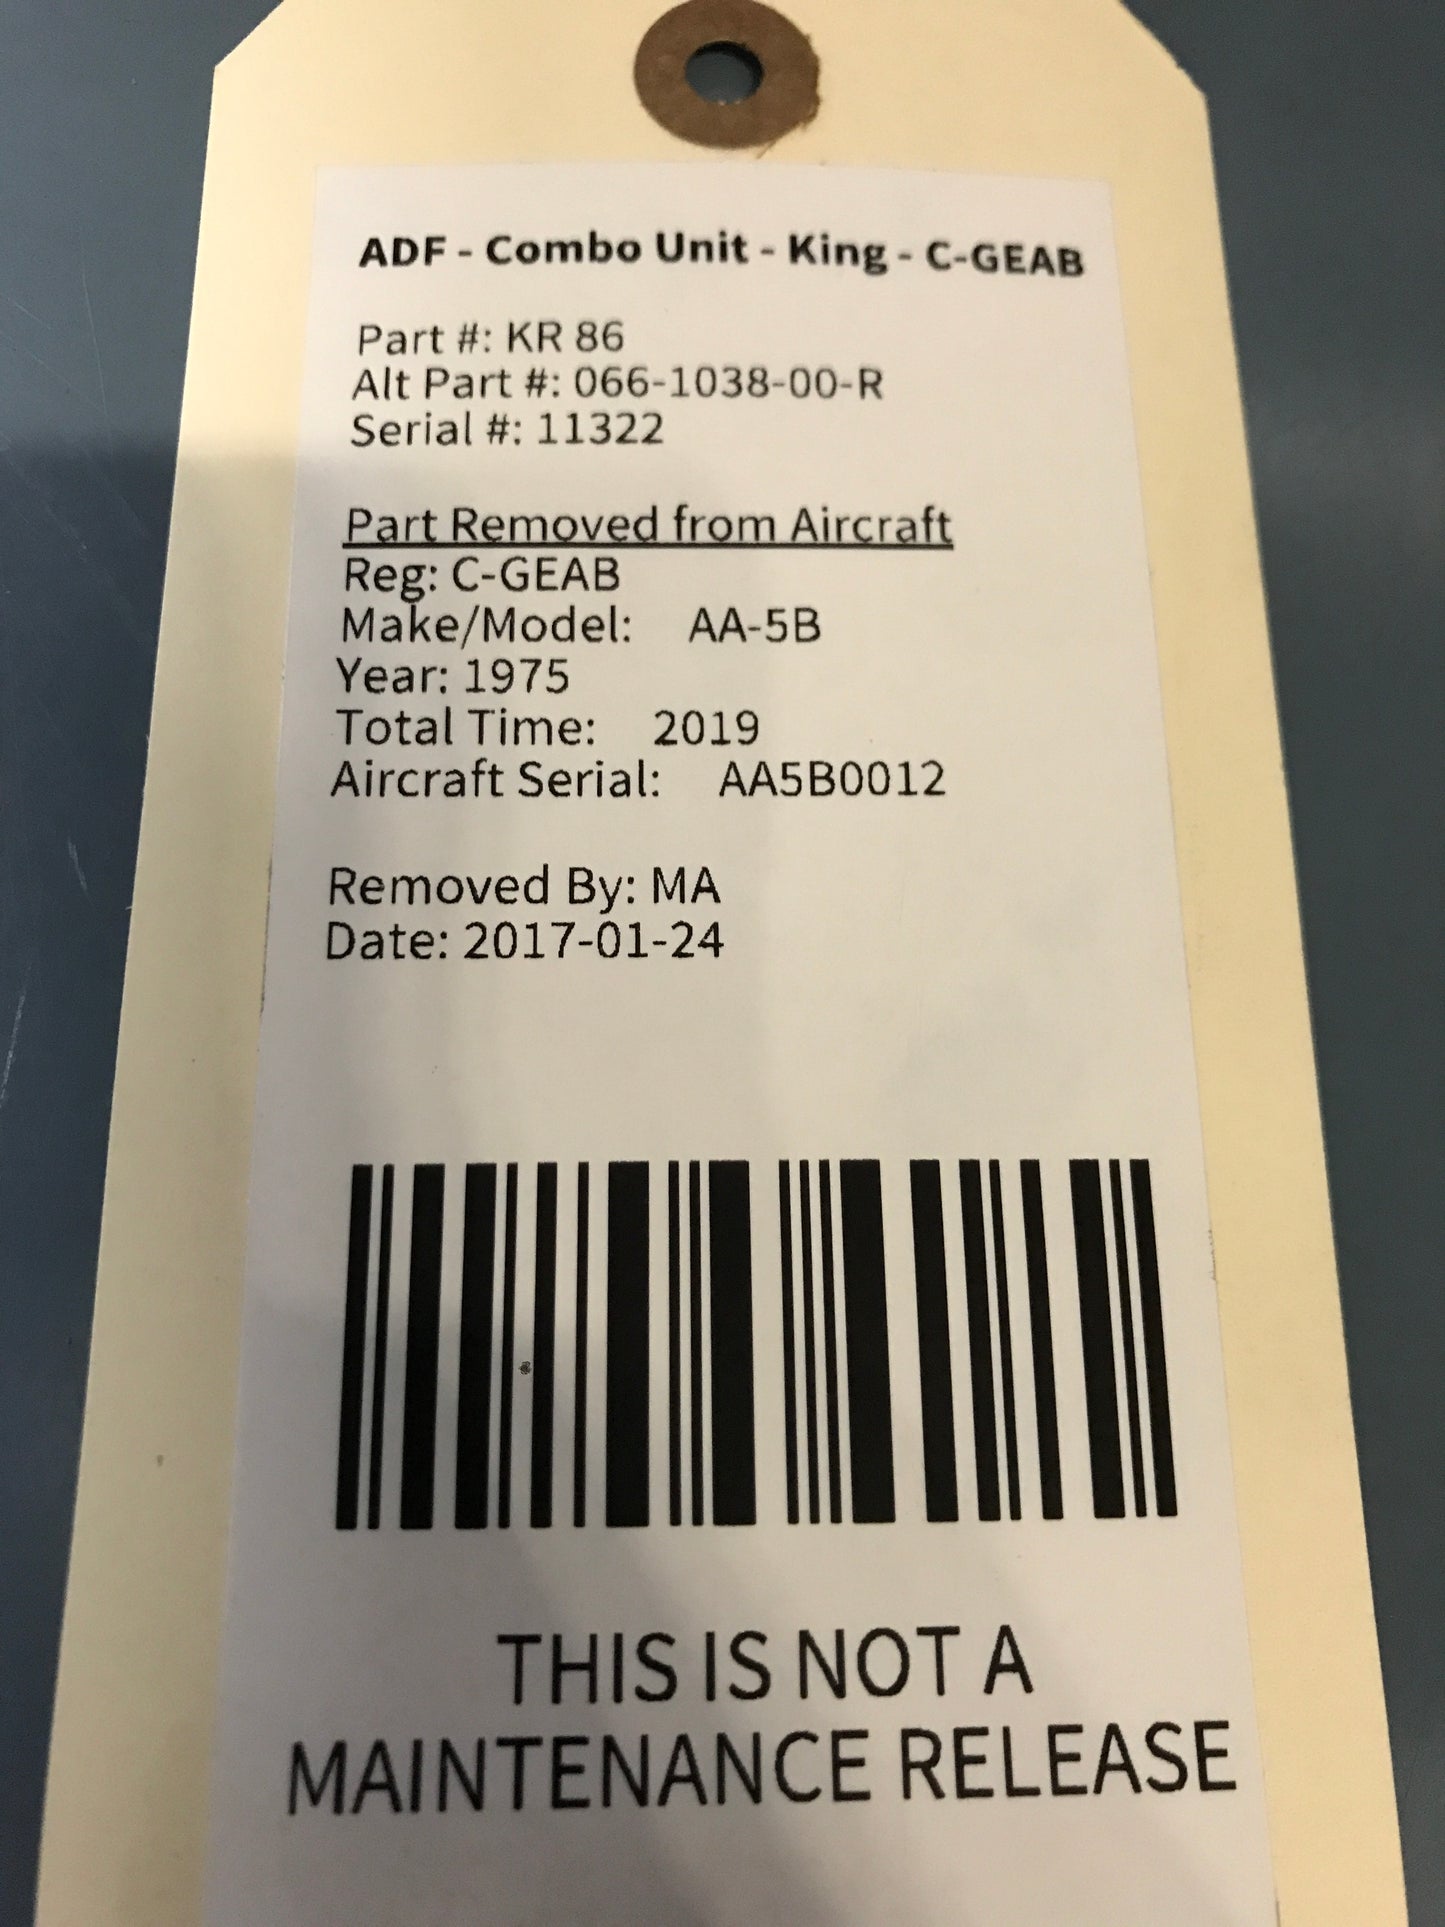 ADF - Combo Unit - King - C-GEAB
Part #: KR 86
Alt Part #: 066-1038-00-R
Serial #: 11322
Part Removed from Aircraft
Reg: C-GEAB
Make/Model: AA-5B
Year: 1975
Total Time: 2019
Aircraft Serial: AA5B0012
Removed By: MA
Date: 2017-01-24
THIS IS NOT A
MAINTENANCE RELEASE